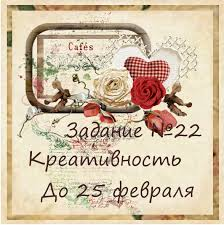 Cafés
Задание №22
Креативность
До 25 февраля